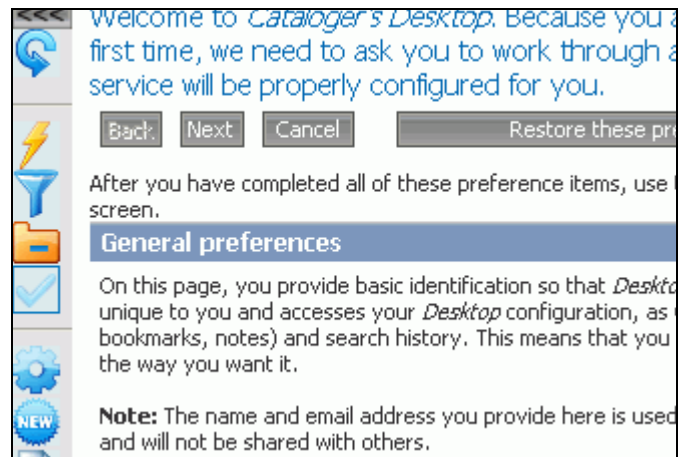 <<<
Welcome to Cataloger's Desktop. Because you a
first time, we need to ask you to work through a
service will be properly configured for you.
Back Next Cancel Restore these pre
After you have completed all of these preference items, use
screen.
General preferences
On this page, you provide basic identification so that Deskto
unique to you and accesses your Desktop configuration, as
bookmarks, notes) and search history. This means that you
the way you want it.
Note: The name and email address you provide here is used
and will not be shared with others.
NEW